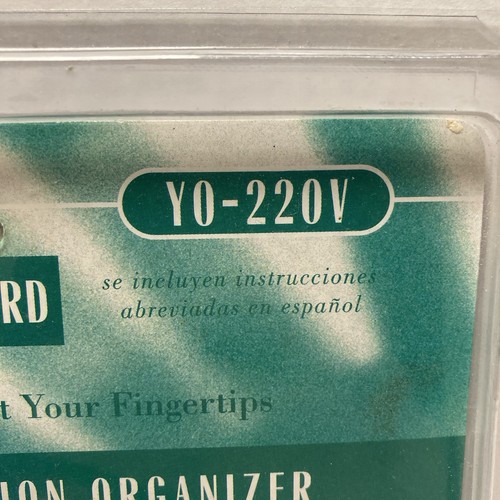 YO-220V
se incluyen instrucciones
abreviadas en español
RD
t Your Fingertips
ION ORGANIZER